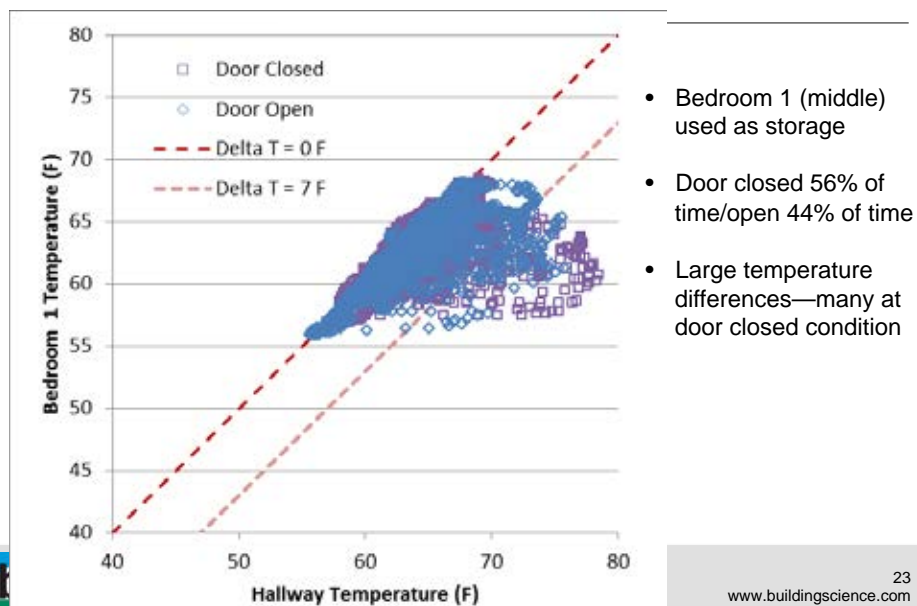 80
75
70
65
60
55
50
45
40
Bedroom 1 Temperature (F)
Door Closed
Door Open
Delta T = 0 F
Delta T = 7 F
40
50
60
70
80
Hallway Temperature (F)
• Bedroom 1 (middle)
used as storage
• Door closed 56% of
time/open 44% of time
• Large temperature
differences—many at
door closed condition
23
www.buildingscience.com